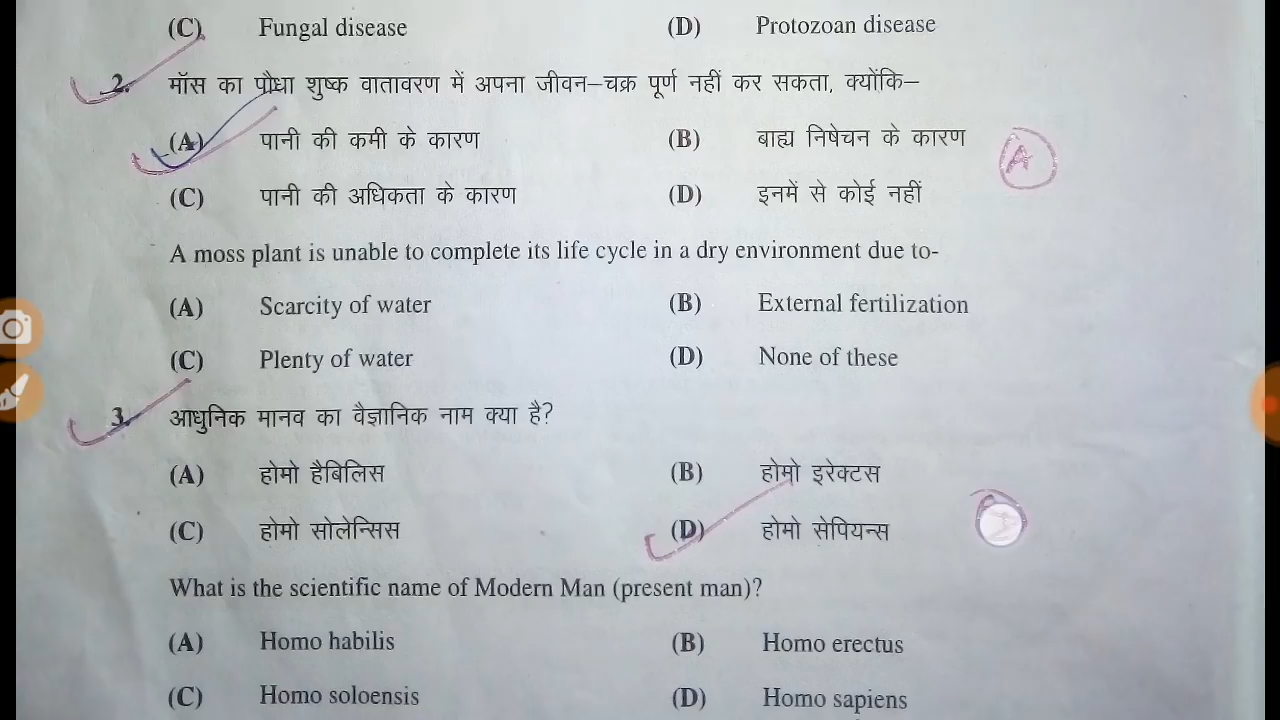 (C) Fungal disease (D) Protozoan disease
2. मॉस का पौधा शुष्क वातावरण में अपना जीवन–चक्र पूर्ण नहीं कर सकता, क्योंकि–
(A) पानी की कमी के कारण (B) बाह्य निषेचन के कारण
A
(C) पानी की अधिकता के कारण (D) इनमें से कोई नहीं
A moss plant is unable to complete its life cycle in a dry environment due to-
(A) Scarcity of water (B) External fertilization
(C) Plenty of water (D) None of these
3. आधुनिक मानव का वैज्ञानिक नाम क्या है?
(A) होमो हैबिलिस (B) होमो इरेक्टस
(C) होमो सोलेन्सिस (D) होमो सेपियन्स
What is the scientific name of Modern Man (present man)?
(A) Homo habilis (B) Homo erectus
(C) Homo soloensis (D) Homo sapiens